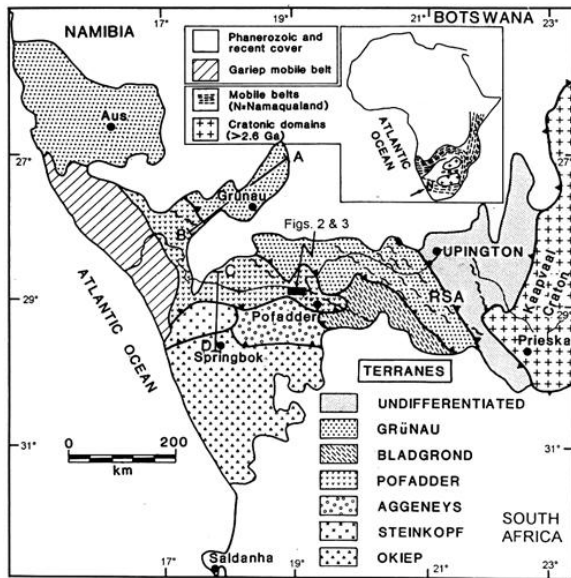 17° 19° 21° BOTSWANA 23°
NAMIBIA
Phanerozoic and
recent cover
Gariep mobile belt
Mobile belts
(N=Namaqualand)
Cratonic domains
(>2.6 Ga)
ATLANTIC
OCEAN
N
Aus
27°
27°
A
Grünau
B
Figs. 2 & 3
C
UPINGTON
Kaapvaal
Craton
29°
29°
RSA
ATLANTIC OCEAN
Pofadder
D
Springbok
Prieska
TERRANES
UNDIFFERENTIATED
GRüNAU
BLADGROND
POFADDER
AGGENEYS
STEINKOPF
OKIEP
31°
31°
0 200
km
SOUTH
AFRICA
Saldanha
17° 19° 21° 23°